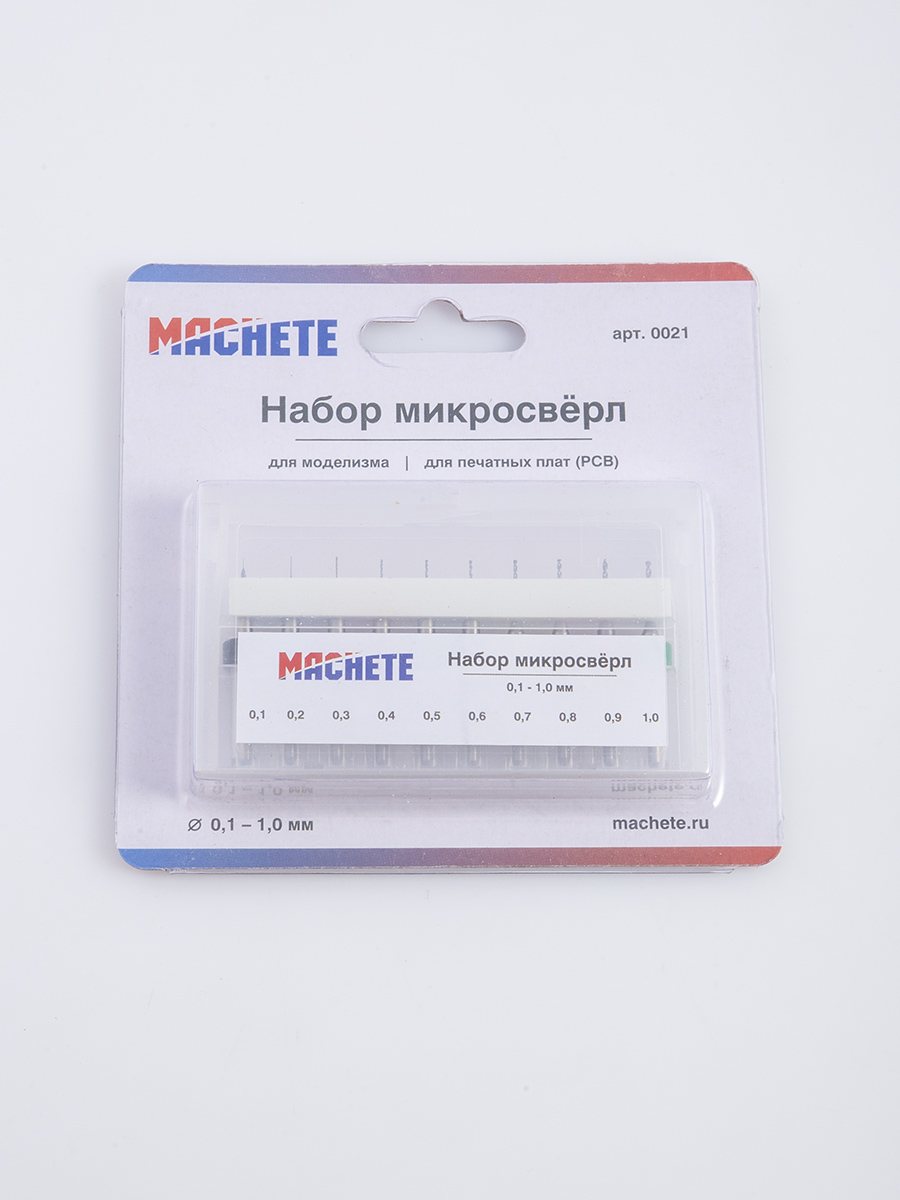 MACHETE
арт. 0021
Набор микросвёрл
для моделизма | для печатных плат (PCB)
MACHETE
Набор микросвёрл
0,1 - 1,0 мм
0,1 0,2 0,3 0,4 0,5 0,6 0,7 0,8 0,9 1,0
⌀ 0,1 – 1,0 мм
machete.ru